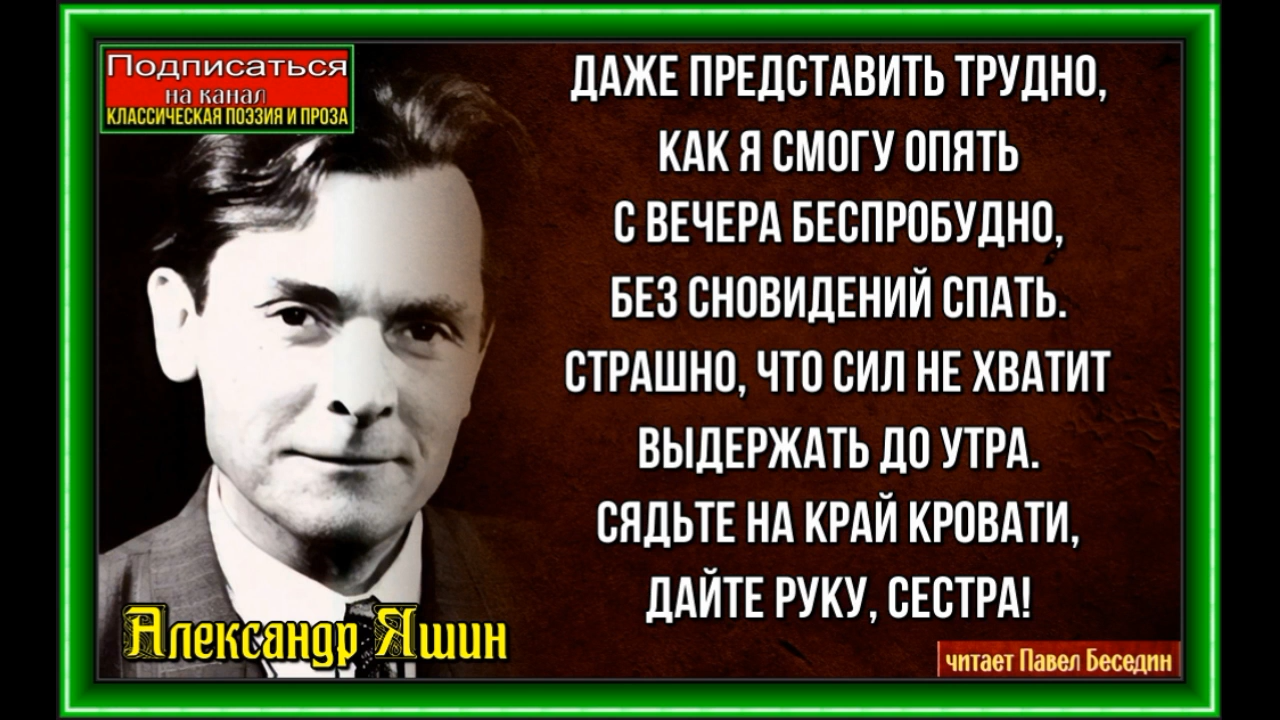 Подписаться
на канал
КЛАССИЧЕСКАЯ ПОЭЗИЯ И ПРОЗА
ДАЖЕ ПРЕДСТАВИТЬ ТРУДНО,
КАК Я СМОГУ ОПЯТЬ
С ВЕЧЕРА БЕСПРОБУДНО,
БЕЗ СНОВИДЕНИЙ СПАТЬ.
СТРАШНО, ЧТО СИЛ НЕ ХВАТИТ
ВЫДЕРЖАТЬ ДО УТРА.
СЯДЬТЕ НА КРАЙ КРОВАТИ,
ДАЙТЕ РУКУ, СЕСТРА!
Александр Яшин
читает Павел Беседин